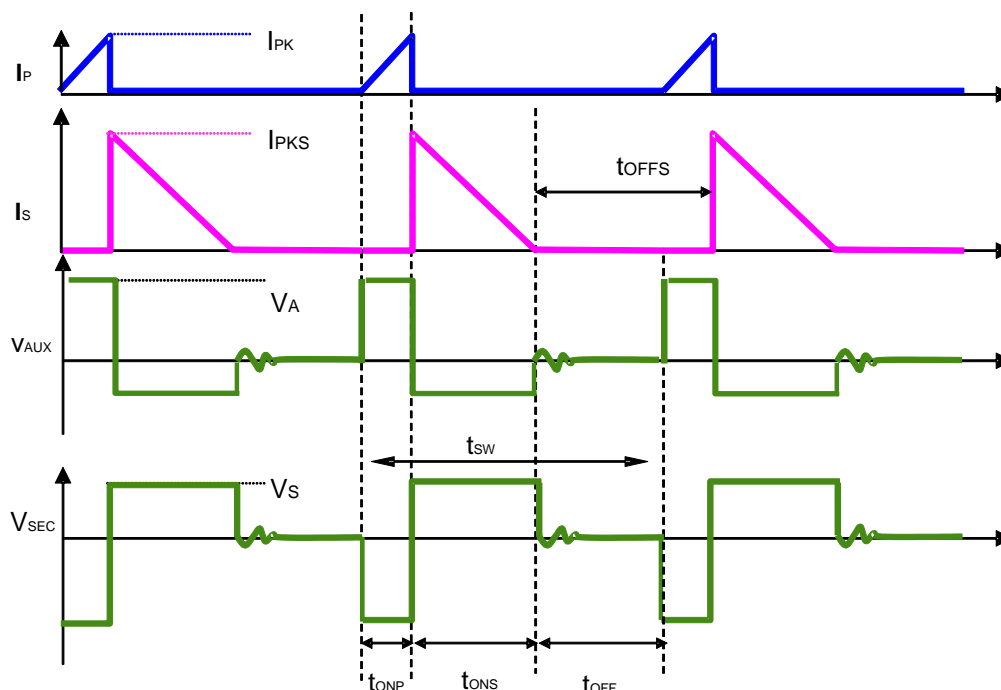 IPK
IP
IPKS
tOFFS
IS
VA
vAUX
tSW
VS
VSEC
tONP
tONS
tOFF